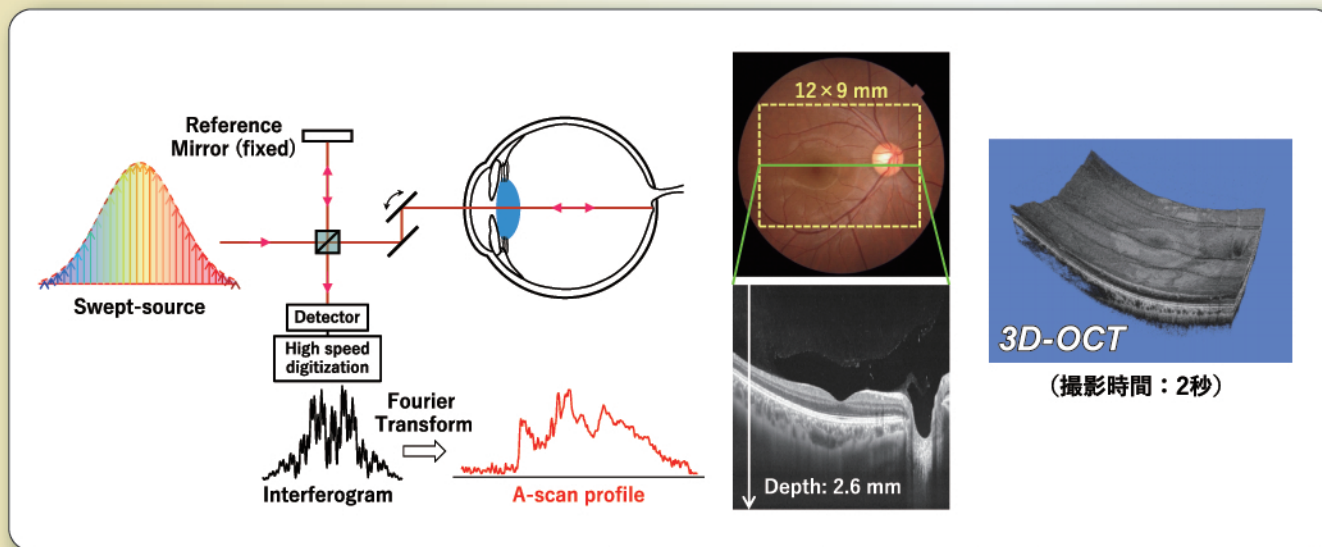 Reference
Mirror (fixed)
Swept-source
Detector
High speed
digitization
Fourier
Transform
Interferogram
A-scan profile
12×9 mm
Depth: 2.6 mm
3D-OCT
(撮影時間：2秒)